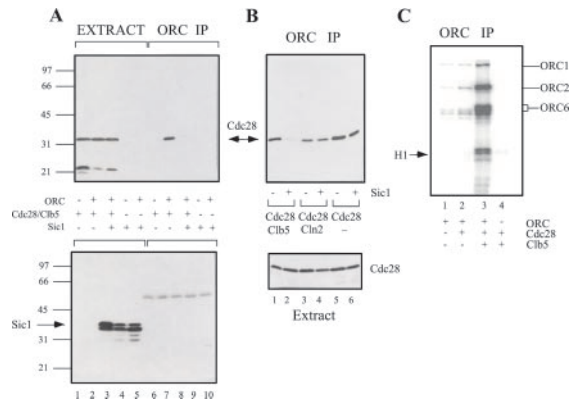 A
EXTRACT ORC IP
97
66
45
31
21
ORC - + + - - + + + - +
Cdc28/Clb5 + + + + + + -
Sic1
97
66
45
Sic1
31
21
1 2 3 4 5 6 7 8 9 10
B
ORC IP
Cdc28
- + - + - + Sic1
Cdc28 Cdc28 Cdc28
Clb5 Cln2 –
Cdc28
1 2 3 4 5 6
Extract
C
ORC IP
ORC1
ORC2
ORC6
H1
1 2 3 4
+ + + - ORC
- + + + Cdc28
- - + + Clb5